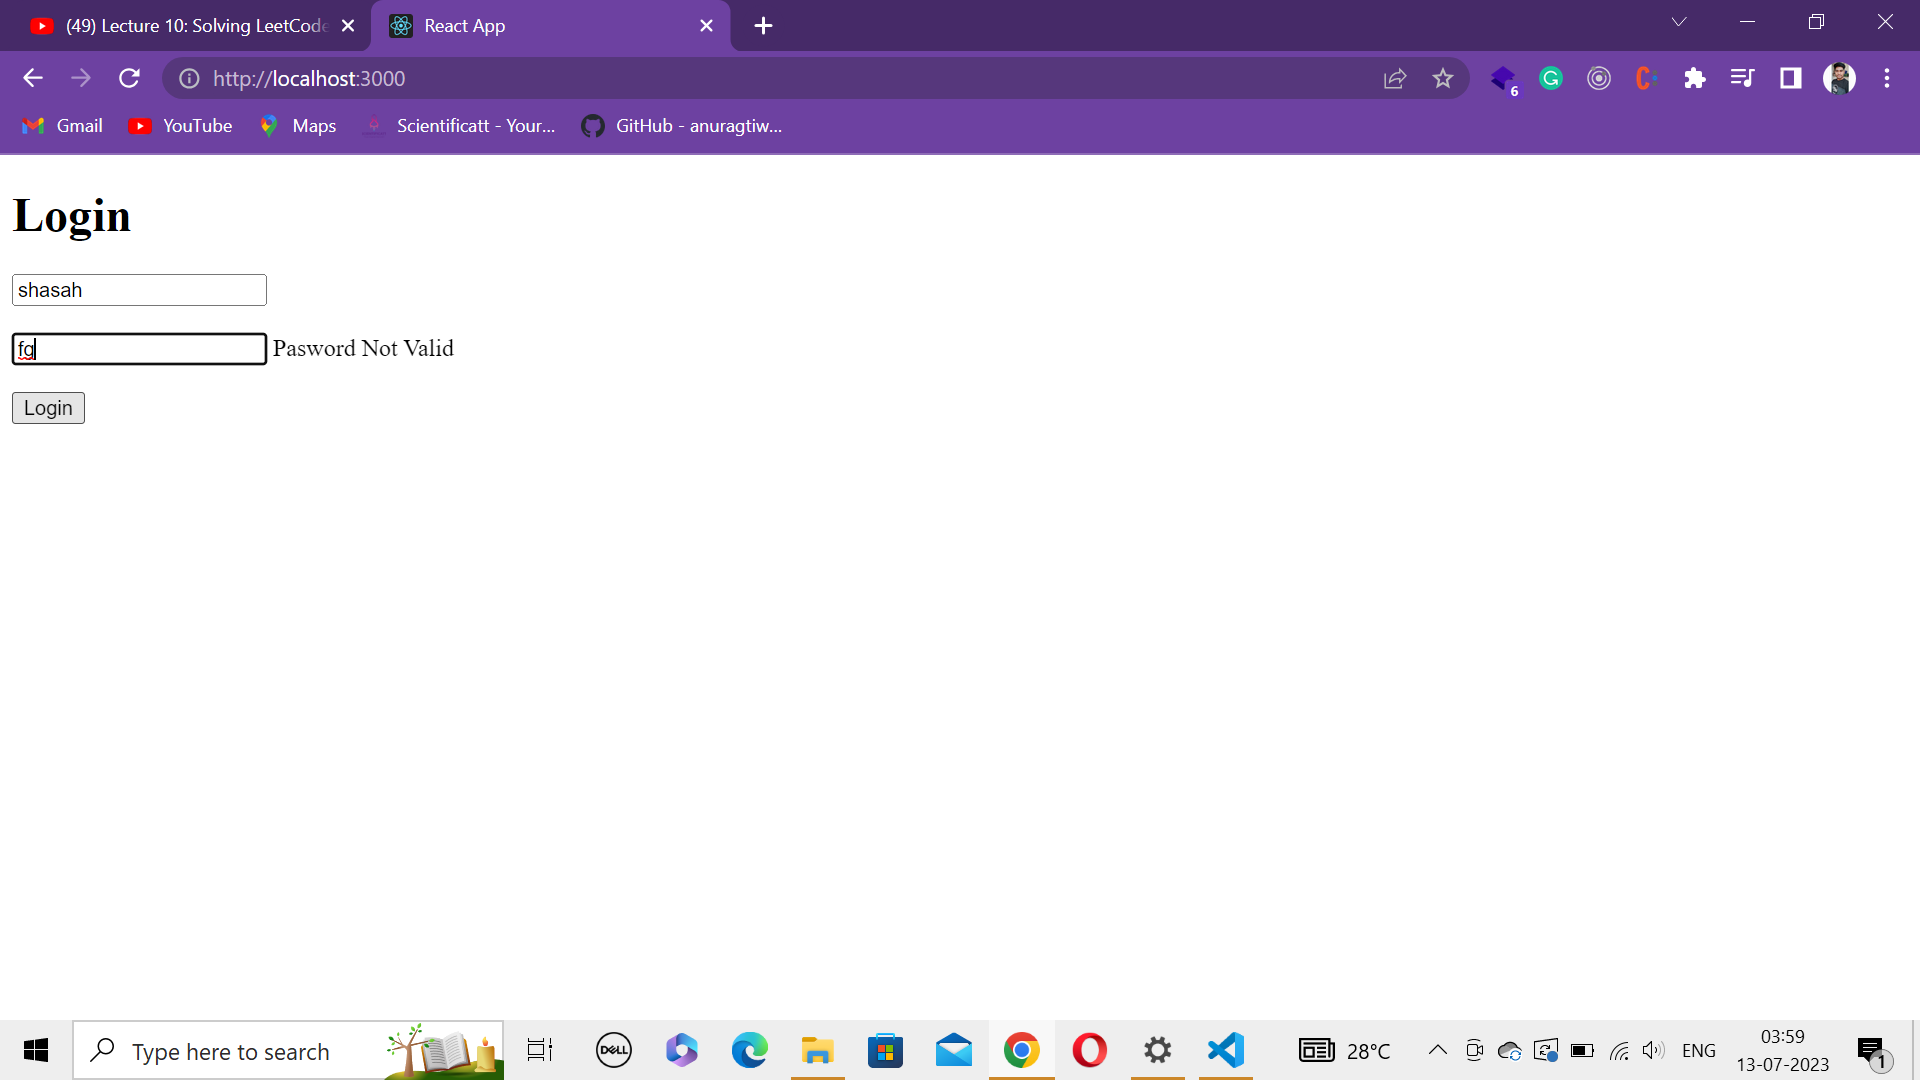 (49) Lecture 10: Solving LeetCode
React App
http://localhost:3000
6
Gmail
YouTube
Maps
Scientificatt - Your...
GitHub - anuragtiw...
Login
shasah
fg
Pasword Not Valid
Login
Type here to search
DELL
28°C
ENG
03:59
13-07-2023
1